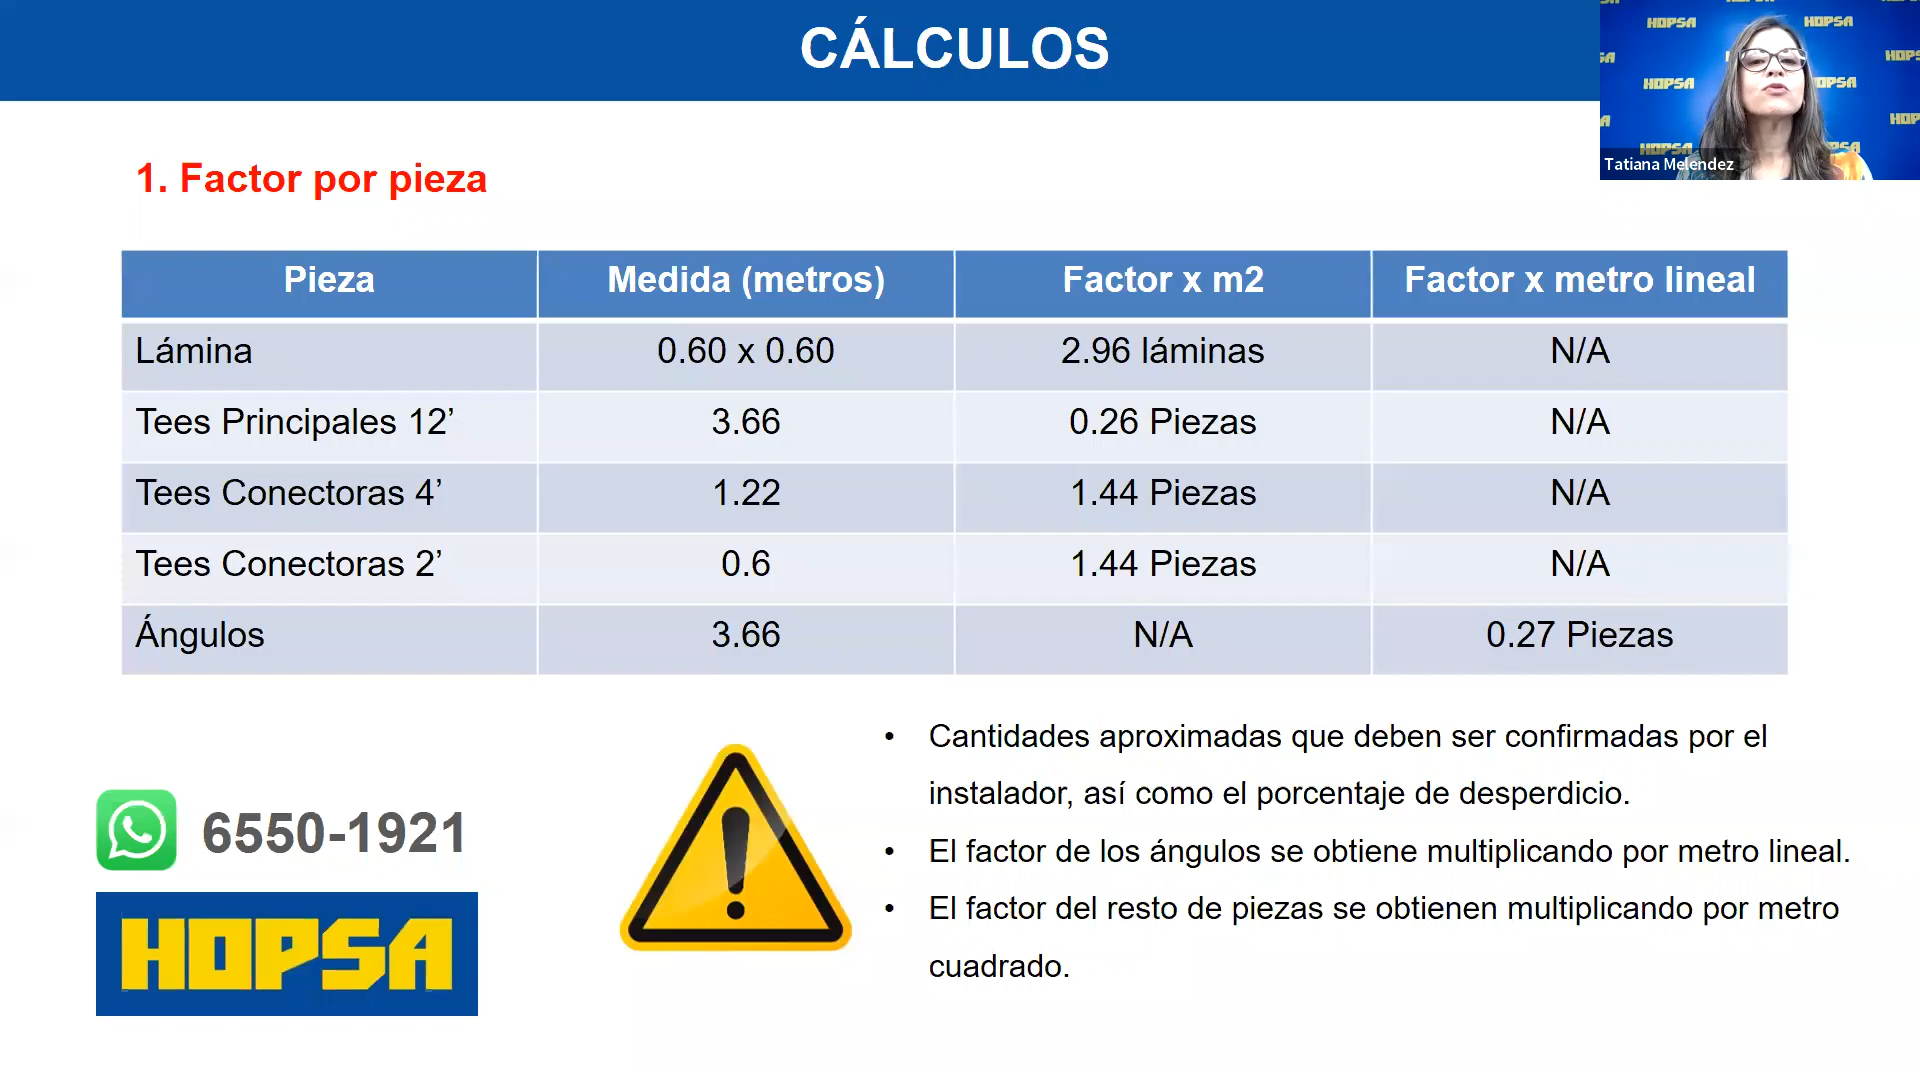 CÁLCULOS
HOPSA HOPSA
HOPSA HOPSA
HOPSA
Tatiana Melendez
1. Factor por pieza
Pieza Medida (metros) Factor x m2 Factor x metro lineal
Lámina 0.60 x 0.60 2.96 láminas N/A
Tees Principales 12’ 3.66 0.26 Piezas N/A
Tees Conectoras 4’ 1.22 1.44 Piezas N/A
Tees Conectoras 2’ 0.6 1.44 Piezas N/A
Ángulos 3.66 N/A 0.27 Piezas
• Cantidades aproximadas que deben ser confirmadas por el
instalador, así como el porcentaje de desperdicio.
• El factor de los ángulos se obtiene multiplicando por metro lineal.
• El factor del resto de piezas se obtienen multiplicando por metro
cuadrado.
6550-1921
HOPSA